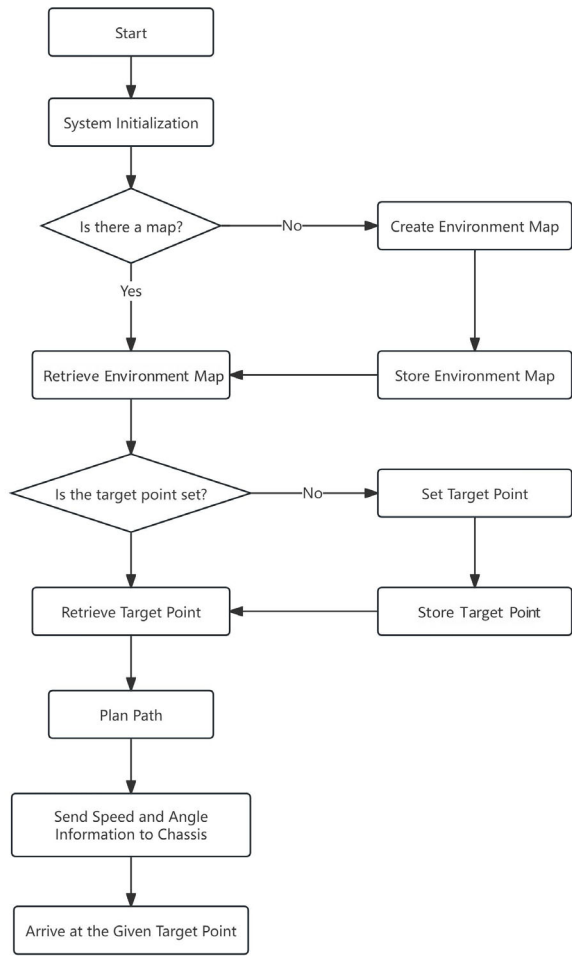 Start
System Initialization
Is there a map?
No
Create Environment Map
Yes
Retrieve Environment Map
Store Environment Map
Is the target point set?
No
Set Target Point
Retrieve Target Point
Store Target Point
Plan Path
Send Speed and Angle
Information to Chassis
Arrive at the Given Target Point